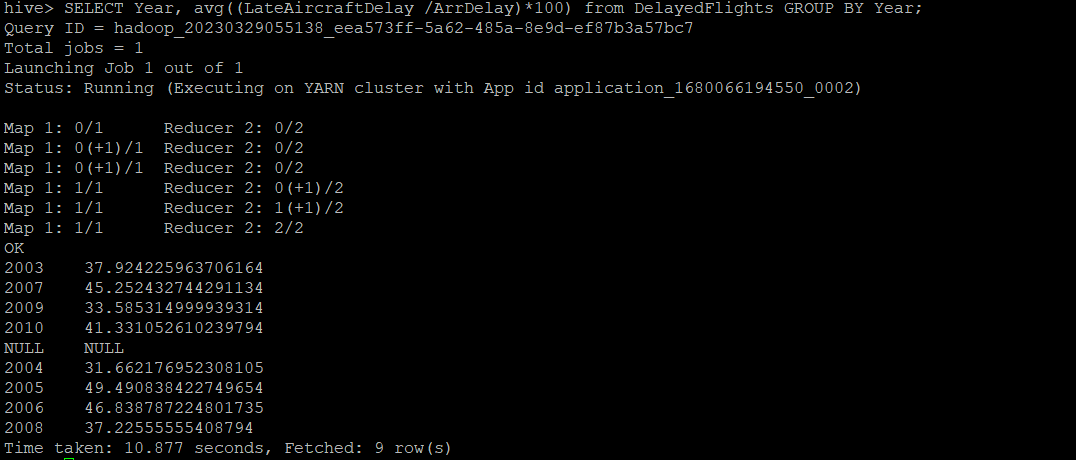 hive> SELECT Year, avg((LateAircraftDelay /ArrDelay)*100) from DelayedFlights GROUP BY Year;
Query ID = hadoop_20230329055138_eea573ff-5a62-485a-8e9d-ef87b3a57bc7
Total jobs = 1
Launching Job 1 out of 1
Status: Running (Executing on YARN cluster with App id application_1680066194550_0002)
Map 1: 0/1 Reducer 2: 0/2
Map 1: 0(+1)/1 Reducer 2: 0/2
Map 1: 0(+1)/1 Reducer 2: 0/2
Map 1: 1/1 Reducer 2: 0(+1)/2
Map 1: 1/1 Reducer 2: 1(+1)/2
Map 1: 1/1 Reducer 2: 2/2
OK
2003 37.924225963706164
2007 45.252432744291134
2009 33.585314999939314
2010 41.331052610239794
NULL NULL
2004 31.662176952308105
2005 49.490838422749654
2006 46.838787224801735
2008 37.22555555408794
Time taken: 10.877 seconds, Fetched: 9 row(s)